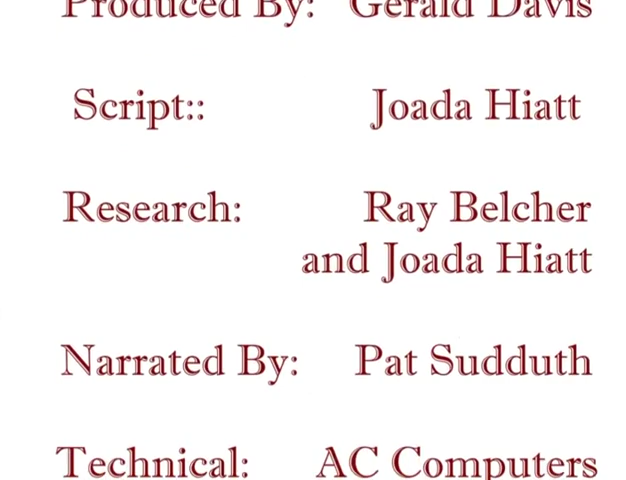 Produced By: Gerald Davis
Script:: Joada Hiatt
Research: Ray Belcher
and Joada Hiatt
Narrated By: Pat Sudduth
Technical: AC Computers